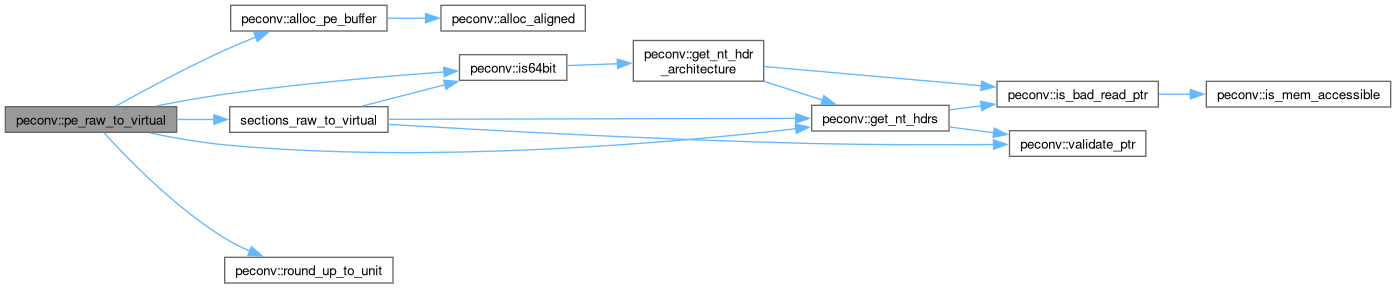 peconv::alloc_pe_buffer
peconv::alloc_aligned
peconv::get_nt_hdr
_architecture
peconv::is64bit
peconv::is_bad_read_ptr
peconv::is_mem_accessible
peconv::pe_raw_to_virtual
sections_raw_to_virtual
peconv::get_nt_hdrs
peconv::validate_ptr
peconv::round_up_to_unit